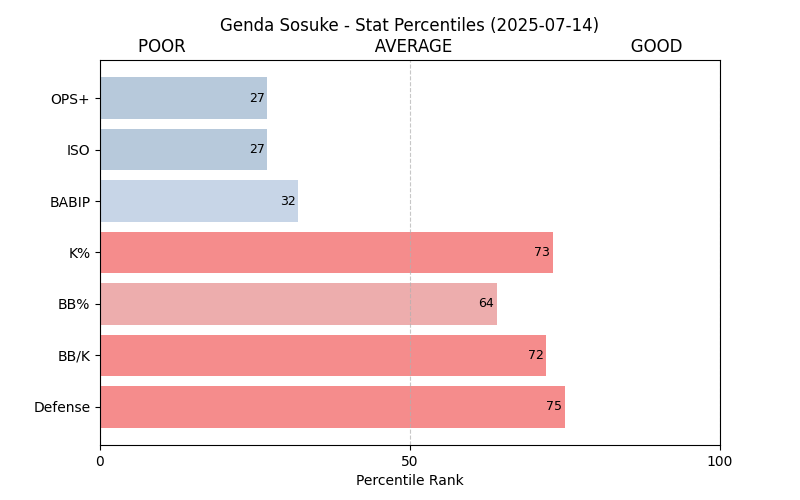 Genda Sosuke - Stat Percentiles (2025-07-14)
POOR AVERAGE GOOD
OPS+ 27
ISO 27
BABIP 32
K% 73
BB% 64
BB/K 72
Defense 75
0 50 100
Percentile Rank